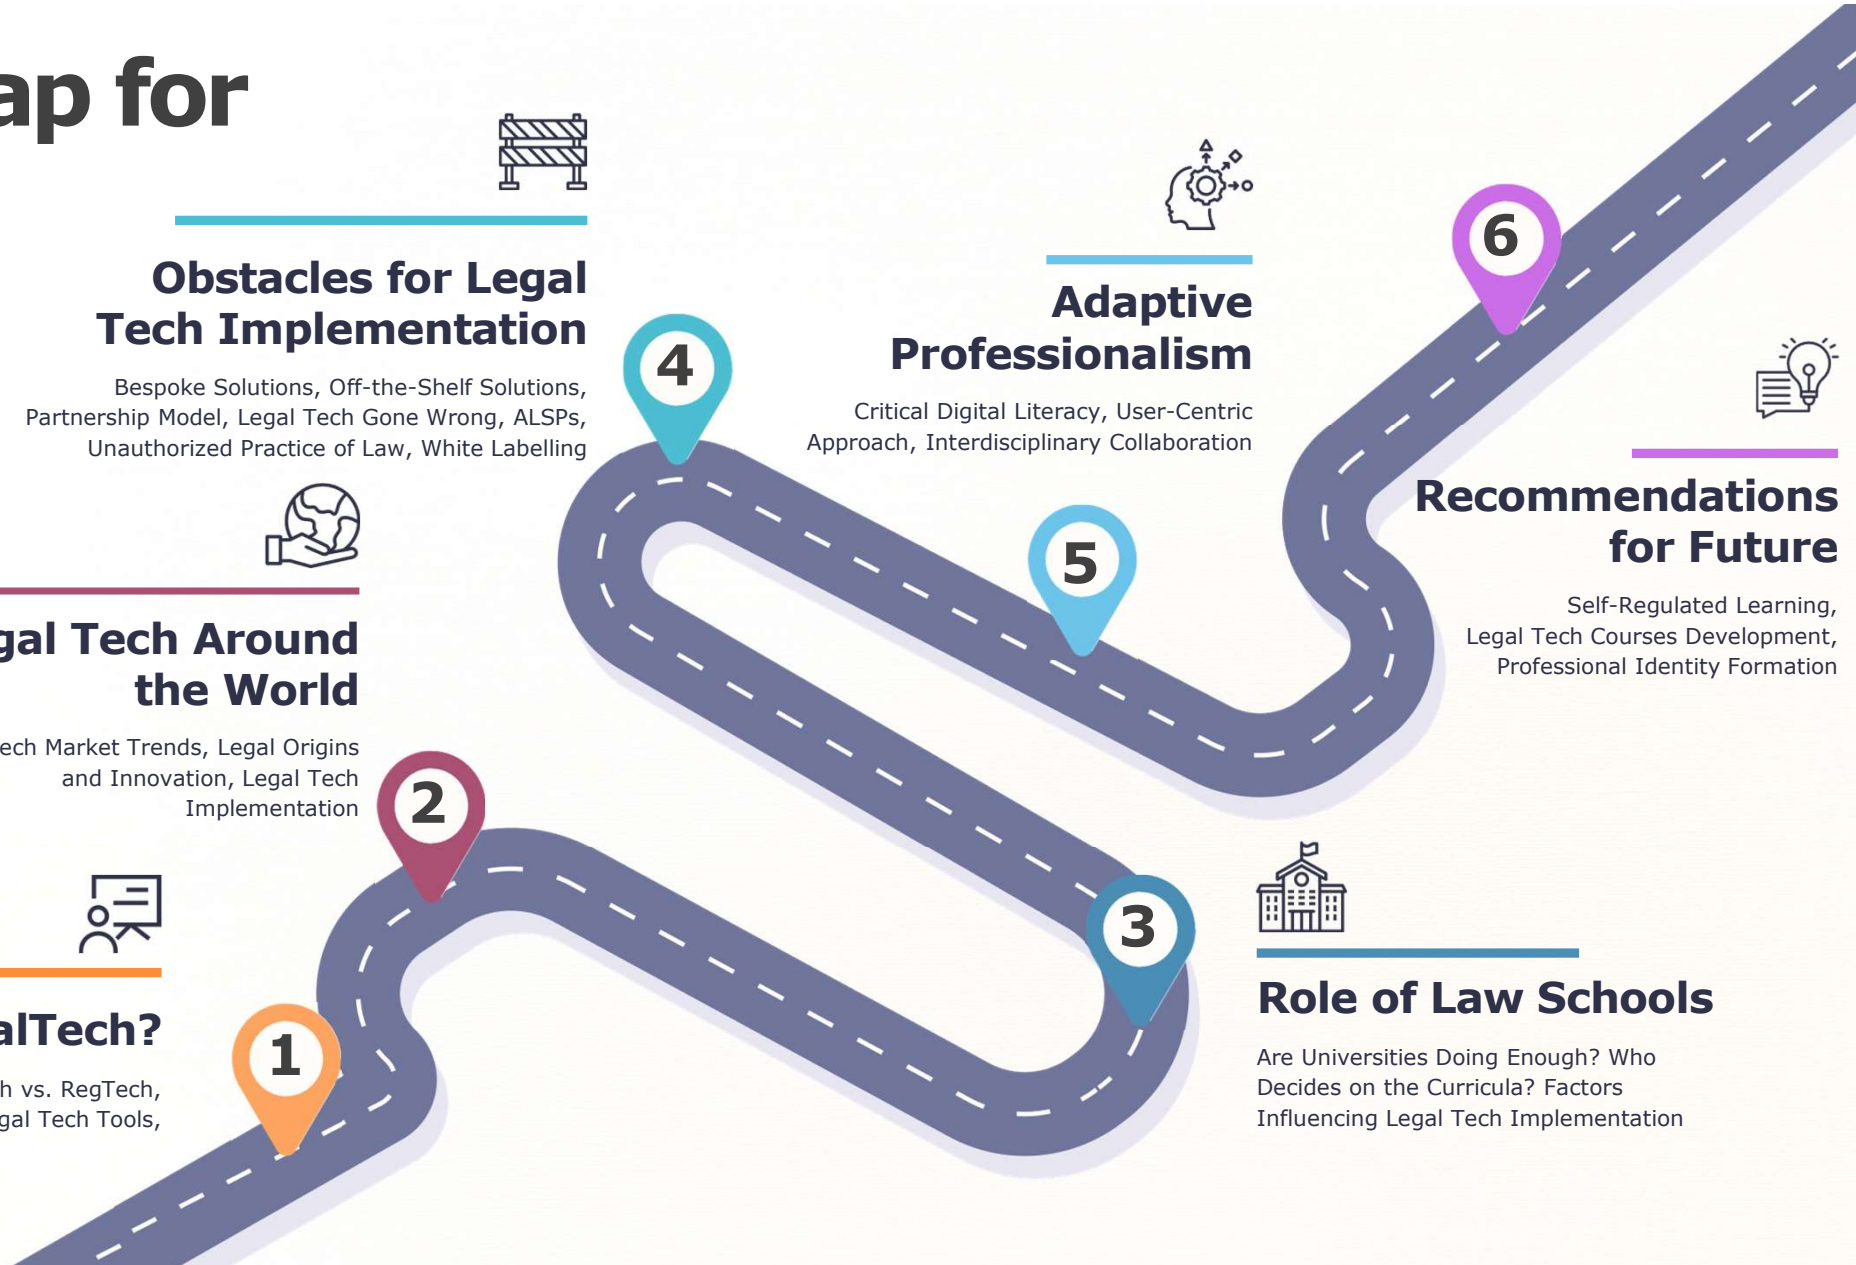 ap for
Obstacles for Legal
Tech Implementation
Bespoke Solutions, Off-the-Shelf Solutions,
Partnership Model, Legal Tech Gone Wrong, ALSPs,
Unauthorized Practice of Law, White Labelling
4
Adaptive
Professionalism
Critical Digital Literacy, User-Centric
Approach, Interdisciplinary Collaboration
5
6
Recommendations
for Future
Self-Regulated Learning,
Legal Tech Courses Development,
Professional Identity Formation
gal Tech Around
the World
ech Market Trends, Legal Origins
and Innovation, Legal Tech
Implementation
2
alTech?
h vs. RegTech,
gal Tech Tools,
1
3
Role of Law Schools
Are Universities Doing Enough? Who
Decides on the Curricula? Factors
Influencing Legal Tech Implementation